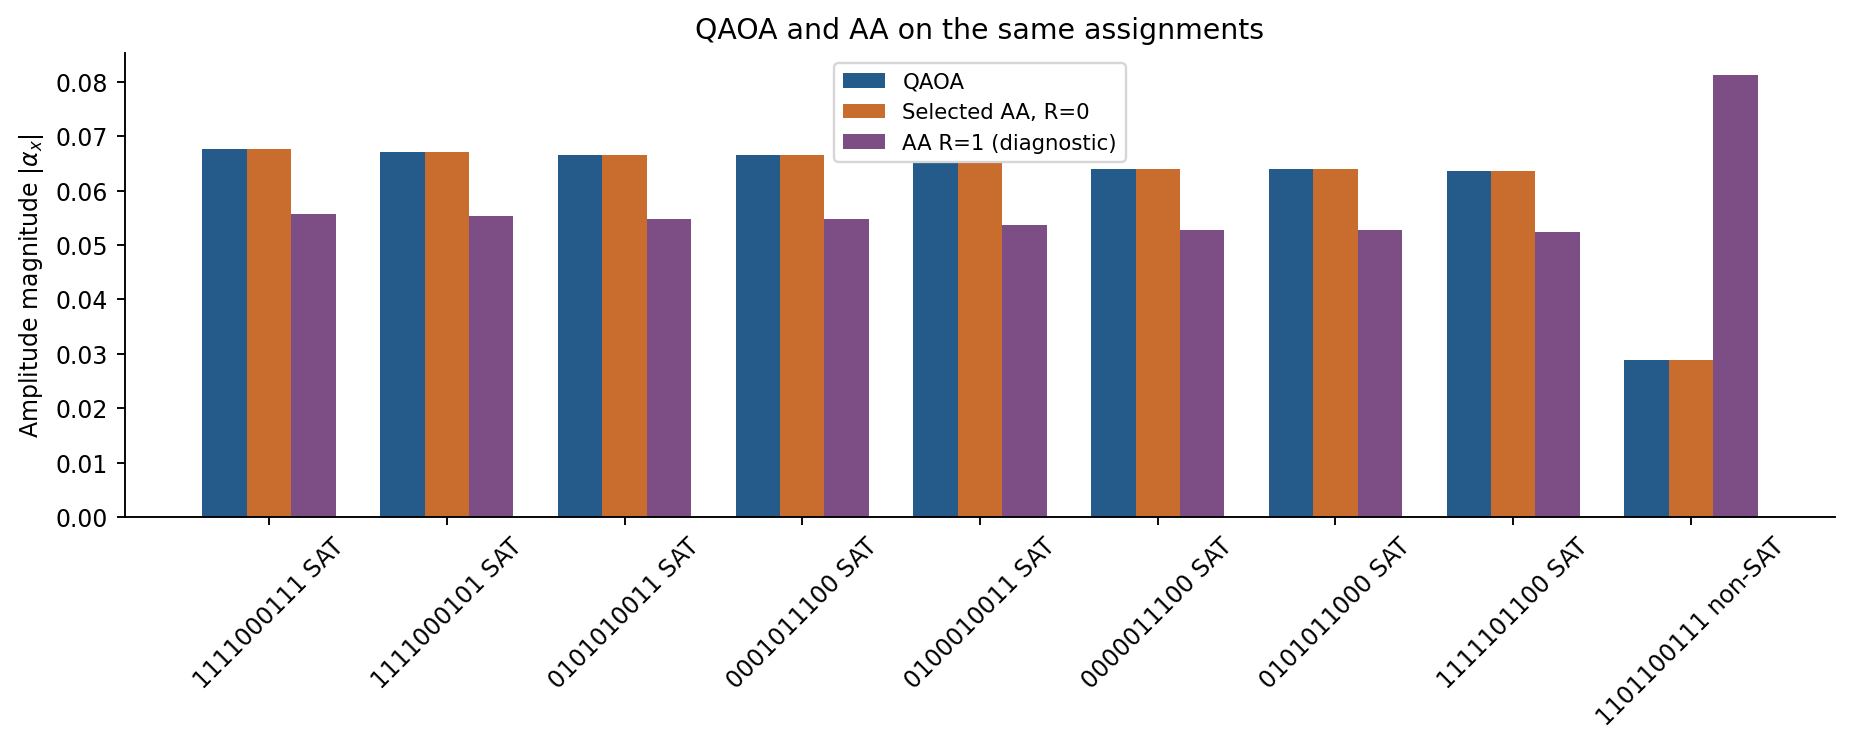 QAOA and AA on the same assignments
QAOA
Selected AA, R=0
AA R=1 (diagnostic)
Amplitude magnitude |αₓ|
0.08
0.07
0.06
0.05
0.04
0.03
0.02
0.01
0.00
1111000111 SAT
1111000101 SAT
0101010011 SAT
0001011100 SAT
0100010011 SAT
0000011100 SAT
0101011000 SAT
1111101100 SAT
1101100111 non-SAT